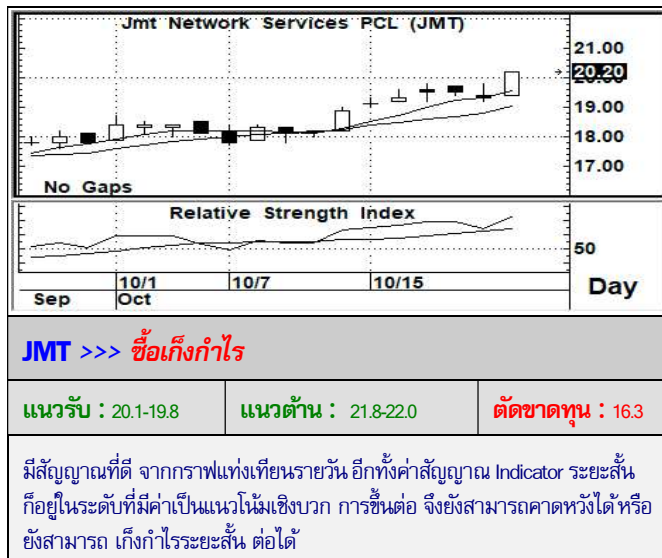 Jmt Network Services PCL (JMT)
21.00
20.20
19.00
18.00
17.00
No Gaps
Relative Strength Index
50
10/1 10/7 10/15
Sep Oct
Day
JMT >>> ซื้อเก็งกำไร
แนวรับ : 20.1-19.8
แนวต้าน : 21.8-22.0
ตัดขาดทุน : 16.3
มีสัญญาณที่ดี จากกราฟแท่งเทียนรายวัน อีกทั้งค่าสัญญาณ Indicator ระยะสั้น
ก็อยู่ในระดับที่มีค่าเป็นแนวโน้มเชิงบวก การขึ้นต่อ จึงยังสามารถคาดหวังได้หรือ
ยังสามารถ เก็งกำไรระยะสั้น ต่อได้